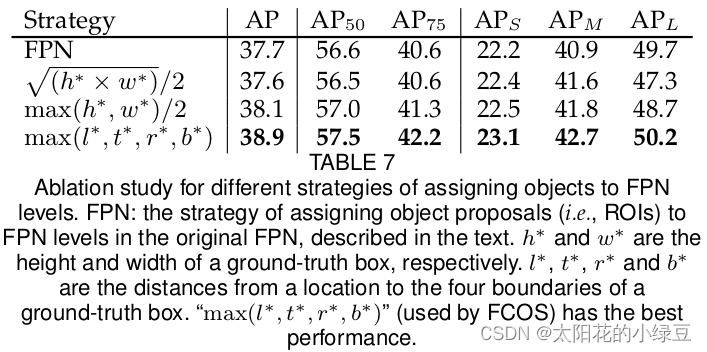 Strategy AP AP₅₀ AP₇₅ AP_S AP_M AP_L
FPN 37.7 56.6 40.6 22.2 40.9 49.7
√(h* × w*)/2 37.6 56.5 40.6 22.4 41.6 47.3
max(h*, w*)/2 38.1 57.0 41.3 22.5 41.8 48.7
max(l*, t*, r*, b*) 38.9 57.5 42.2 23.1 42.7 50.2
TABLE 7
Ablation study for different strategies of assigning objects to FPN
levels. FPN: the strategy of assigning object proposals (i.e., ROIs) to
FPN levels in the original FPN, described in the text. h* and w* are the
height and width of a ground-truth box, respectively. l*, t*, r* and b*
are the distances from a location to the four boundaries of a
ground-truth box. “max(l*, t*, r*, b*)” (used by FCOS) has the best
performance.
CSDN @太阳花的小绿豆